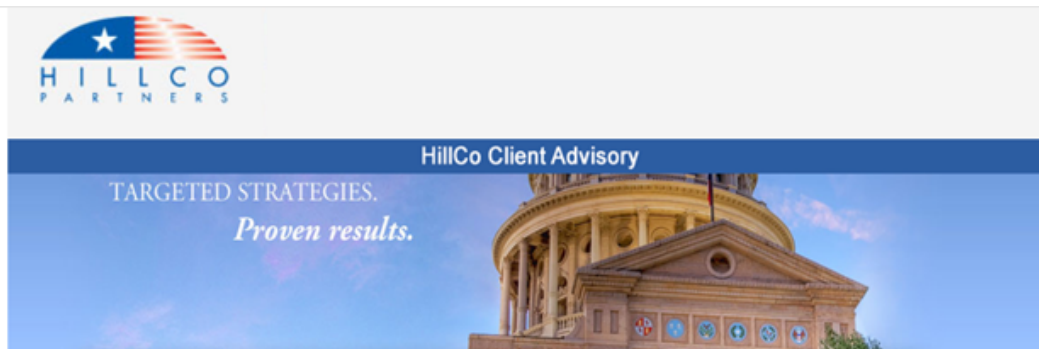 HILLCO
PARTNERS
HillCo Client Advisory
TARGETED STRATEGIES.
Proven results.